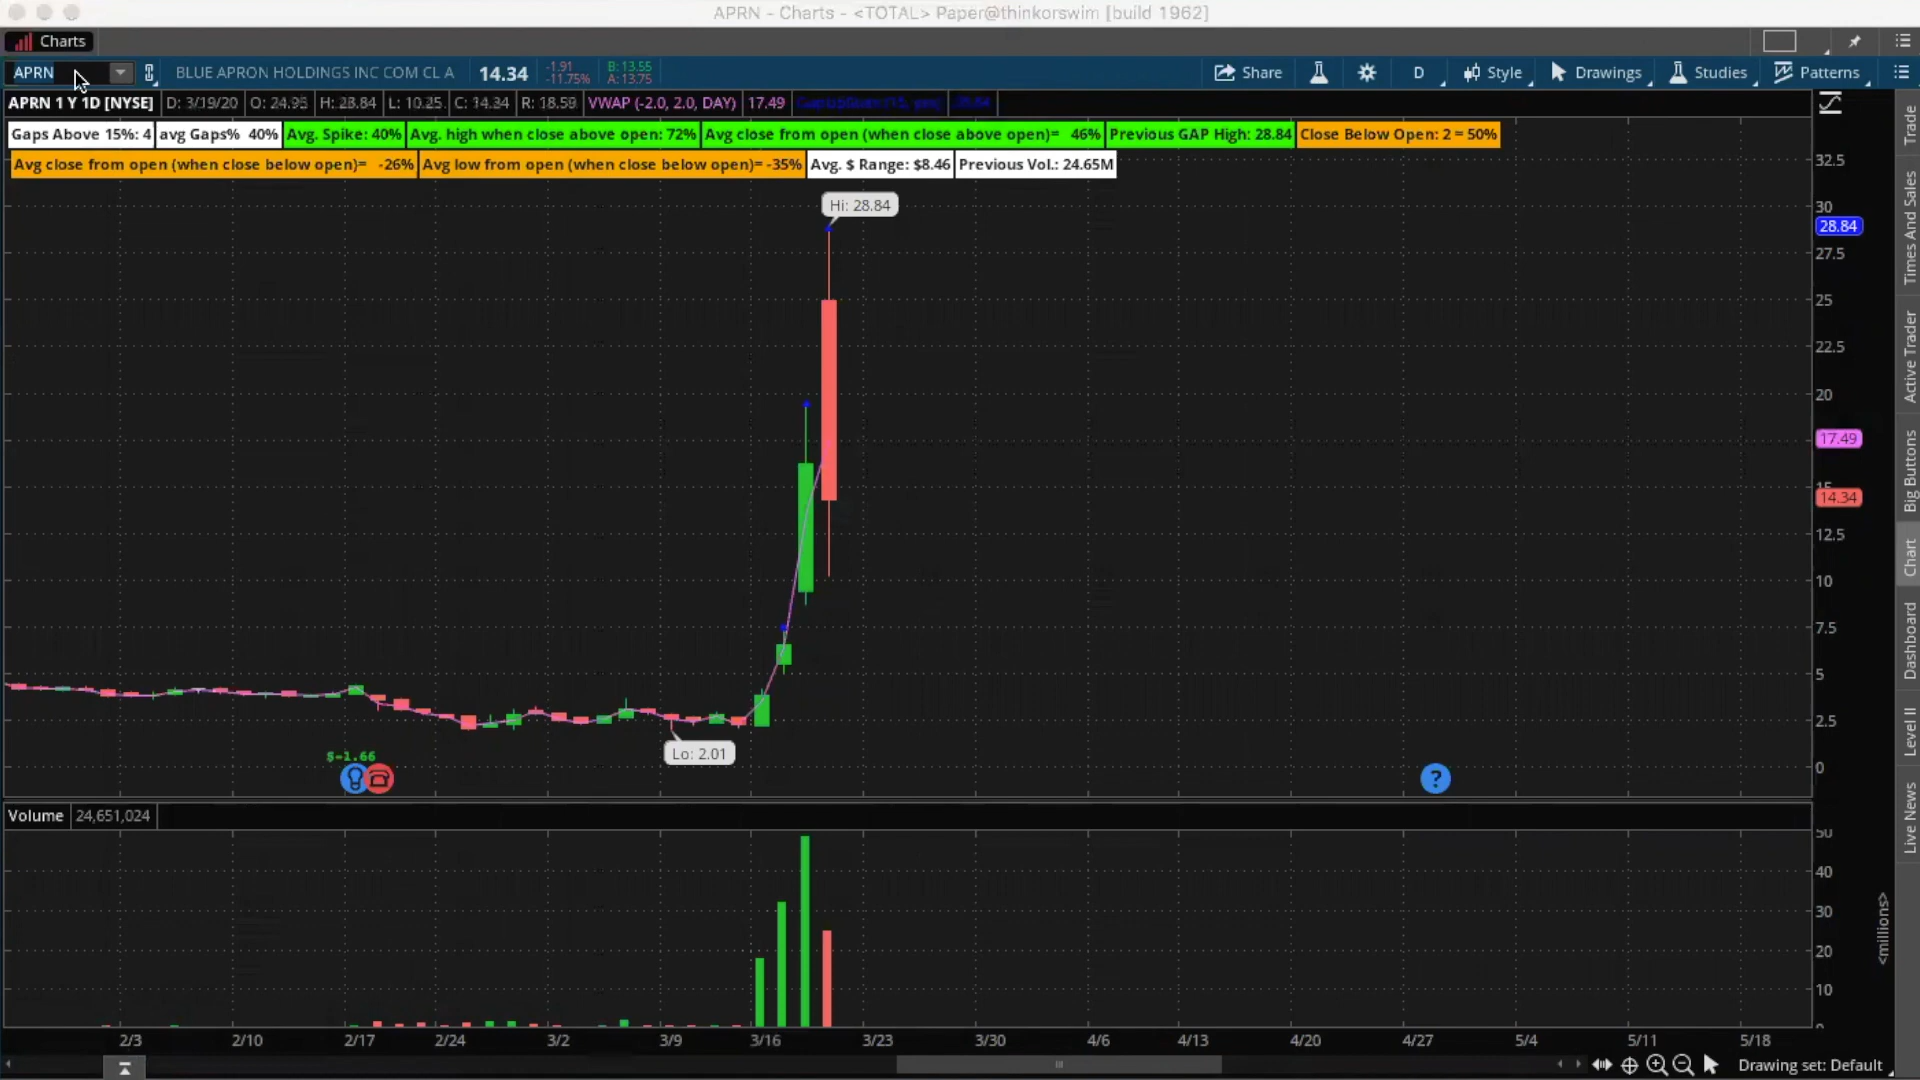 APRN - Charts - <TOTAL> Paper@thinkorswim [build 1962]
Charts
APRN BLUE APRON HOLDINGS INC COM CL A 14.34 -1.91 -11.75% B: 13.55 A: 13.75 Share D Style Drawings Studies Patterns
APRN 1 Y 1D [NYSE] D: 3/19/20 O: 24.95 H: 28.84 L: 10.25 C: 14.34 R: 18.59 VWAP (-2.0, 2.0, DAY) 17.49 28.84
Gaps Above 15%: 4 avg Gaps% 40% Avg. Spike: 40% Avg. high when close above open: 72% Avg close from open (when close above open)= 46% Previous GAP High: 28.84 Close Below Open: 2 = 50%
Avg close from open (when close below open)= -26% Avg low from open (when close below open)= -35% Avg. $ Range: $8.46 Previous Vol.: 24.65M
Hi: 28.84
Lo: 2.01
$-1.66
?
32.5
30
28.84
27.5
25
22.5
20
17.49
15
14.34
12.5
10
7.5
5
2.5
0
Volume 24,651,024
50
40
30
20
10
0
<millions>
2/3 2/10 2/17 2/24 3/2 3/9 3/16 3/23 3/30 4/6 4/13 4/20 4/27 5/4 5/11 5/18
Drawing set: Default
Trade
Times And Sales
Active Trader
Big Buttons
Chart
Dashboard
Level II
Live News